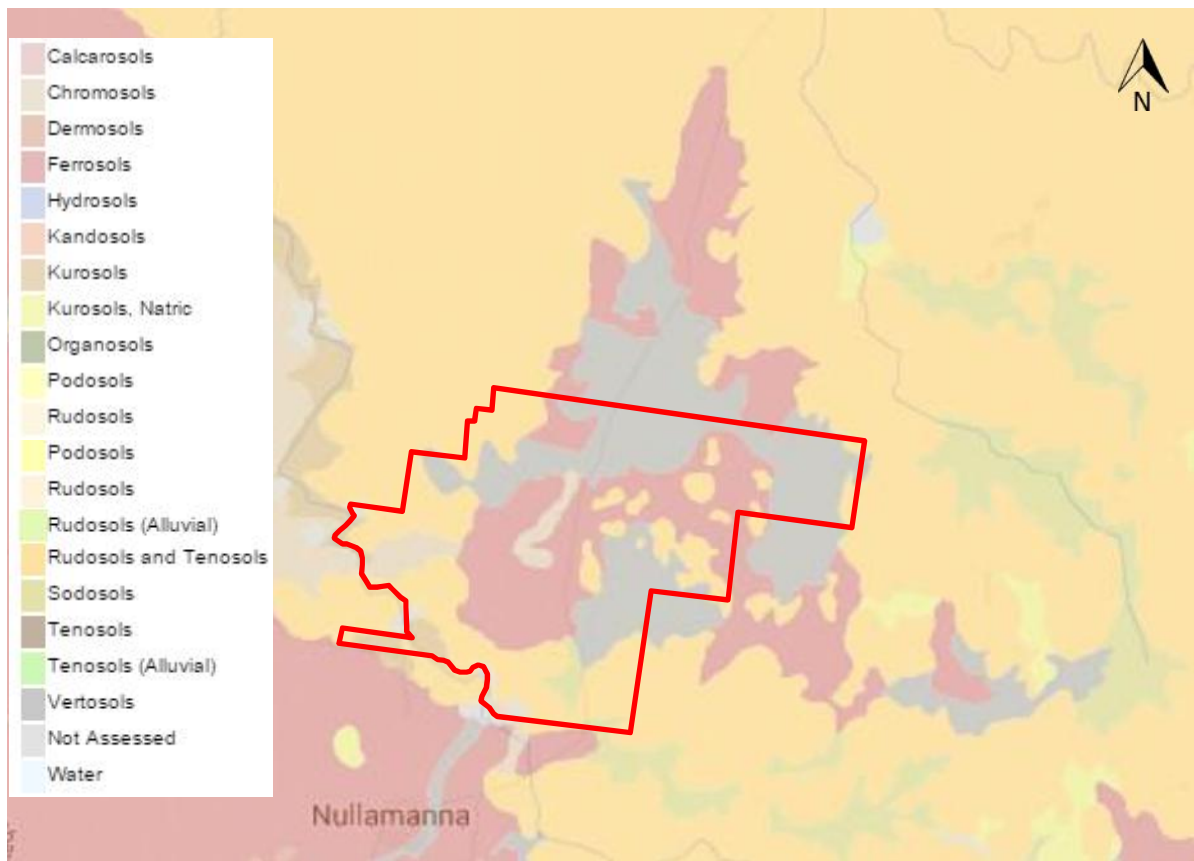 Calcarosols
Chromosols
Dermosols
Ferrosols
Hydrosols
Kandosols
Kurosols
Kurosols, Natric
Organosols
Podosols
Rudosols
Podosols
Rudosols
Rudosols (Alluvial)
Rudosols and Tenosols
Sodosols
Tenosols
Tenosols (Alluvial)
Vertosols
Not Assessed
Water
N
Nullamanna